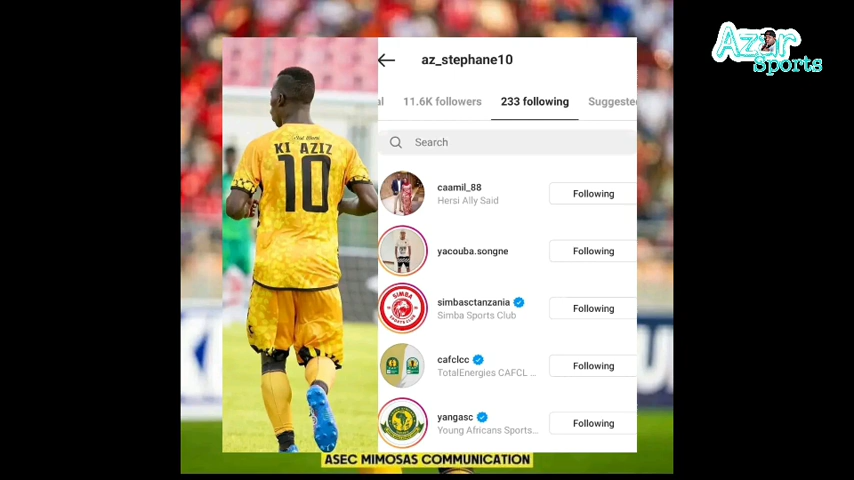 Azar
Sports
az_stephane10
al
11.6K followers
233 following
Suggested
Search
caamil_88
Hersi Ally Said
Following
yacouba.songne
Following
simbasctanzania
Simba Sports Club
Following
cafclcc
TotalEnergies CAFCL ...
Following
yangasc
Young Africans Sports...
Following
KI AZIZ
10
SIMBA
ASEC MIMOSAS COMMUNICATION